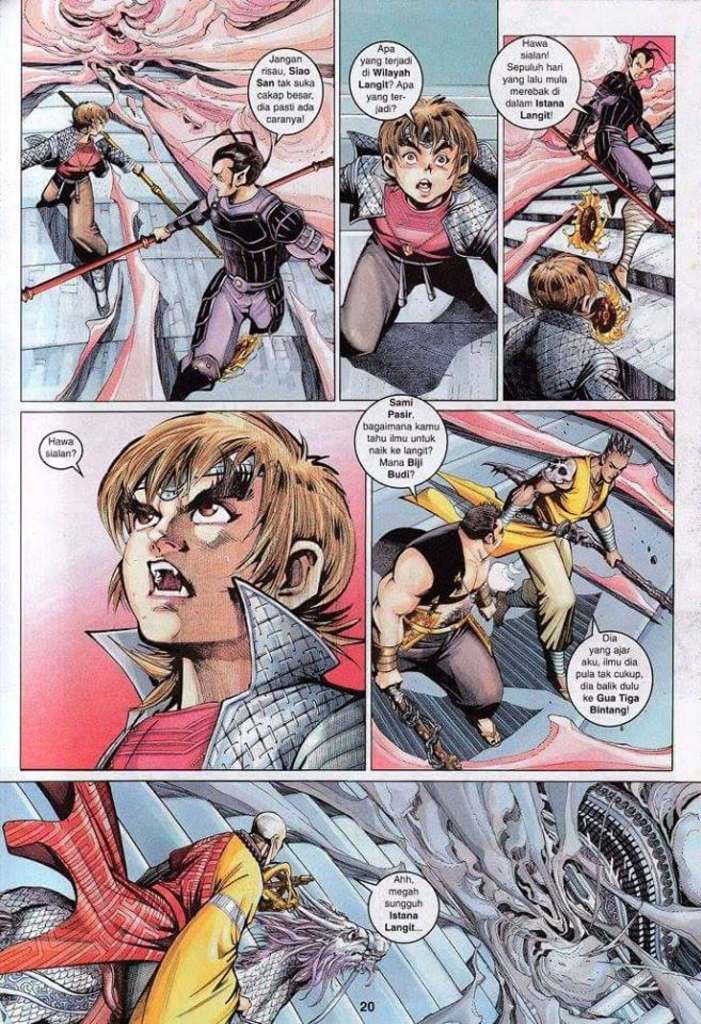 Jangan
risau, Siao
San tak suka
cakap besar,
dia pasti ada
caranya!
Apa
yang terjadi
di Wilayah
Langit? Apa
yang ter-
jadi?
Hawa
sialan!
Sepuluh hari
yang lalu mula
merebak di
dalam Istana
Langit!
Hawa
sialan?
Sami
Pasir,
bagaimana kamu
tahu ilmu untuk
naik ke langit?
Mana Biji
Budi?
Dia
yang ajar
aku, ilmu dia
pula tak cukup,
dia balik dulu
ke Gua Tiga
Bintang!
Ahh,
megah
sungguh
Istana
Langit...
20